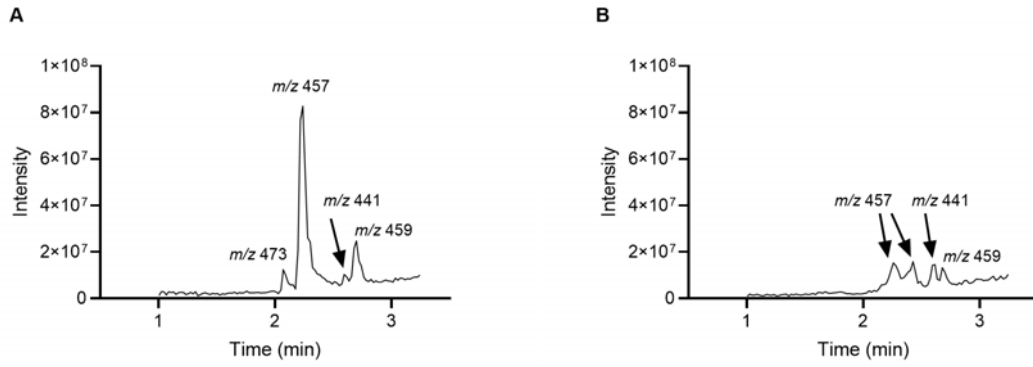 A
1×10⁸
8×10⁷
6×10⁷
4×10⁷
2×10⁷
0
Intensity
m/z 457
m/z 441
m/z 459
m/z 473
1
2
3
Time (min)
B
1×10⁸
8×10⁷
6×10⁷
4×10⁷
2×10⁷
0
Intensity
m/z 457
m/z 441
m/z 459
1
2
3
Time (min)